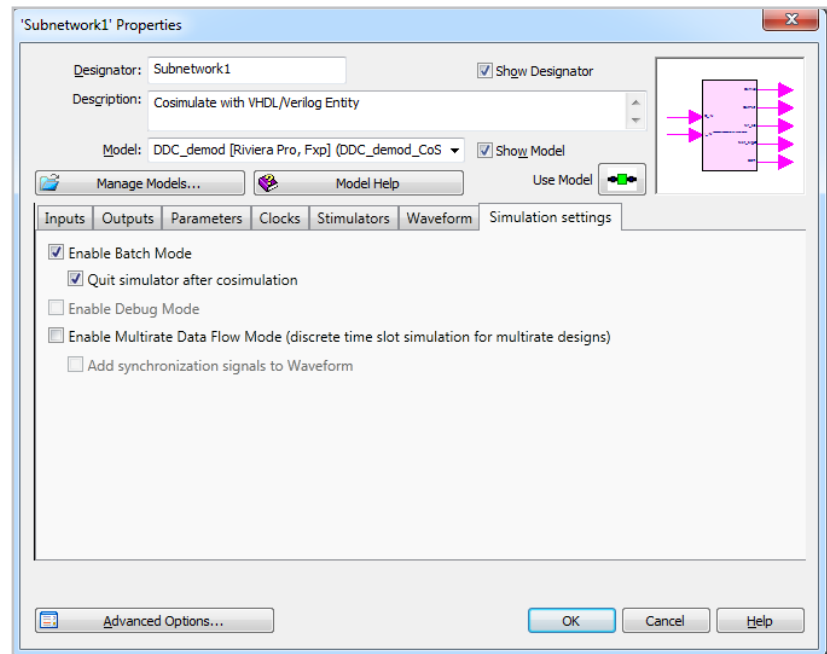 'Subnetwork1' Properties
Designator: Subnetwork1
Show Designator
Description: Cosimulate with VHDL/Verilog Entity
Model: DDC_demod [Riviera Pro, Fxp] (DDC_demod_CoS
Show Model
Manage Models...
Model Help
Use Model
Inputs Outputs Parameters Clocks Stimulators Waveform Simulation settings
Enable Batch Mode
Quit simulator after cosimulation
Enable Debug Mode
Enable Multirate Data Flow Mode (discrete time slot simulation for multirate designs)
Add synchronization signals to Waveform
Advanced Options...
OK Cancel Help